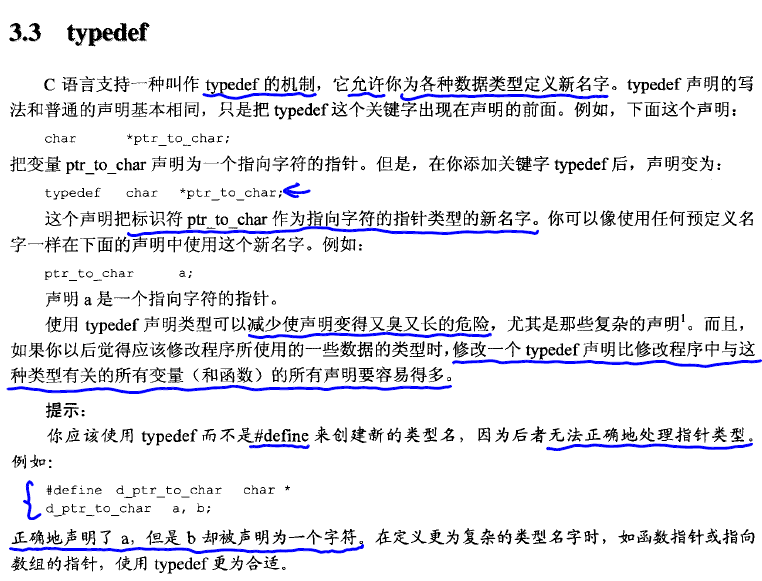 3.3 typedef
C 语言支持一种叫作 typedef 的机制，它允许你为各种数据类型定义新名字。typedef 声明的写
法和普通的声明基本相同，只是把 typedef 这个关键字出现在声明的前面。例如，下面这个声明：
char *ptr_to_char;
把变量 ptr_to_char 声明为一个指向字符的指针。但是，在你添加关键字 typedef 后，声明变为：
typedef char *ptr_to_char;
这个声明把标识符 ptr_to_char 作为指向字符的指针类型的新名字。你可以像使用任何预定义名
字一样在下面的声明中使用这个新名字。例如：
ptr_to_char a;
声明 a 是一个指向字符的指针。
使用 typedef 声明类型可以减少使声明变得又臭又长的危险，尤其是那些复杂的声明¹。而且，
如果你以后觉得应该修改程序所使用的一些数据的类型时，修改一个 typedef 声明比修改程序中与这
种类型有关的所有变量（和函数）的所有声明要容易得多。
提示：
你应该使用 typedef 而不是#define 来创建新的类型名，因为后者无法正确地处理指针类型。
例如：
#define d_ptr_to_char char *
d_ptr_to_char a, b;
正确地声明了 a，但是 b 却被声明为一个字符。在定义更为复杂的类型名字时，如函数指针或指向
数组的指针，使用 typedef 更为合适。